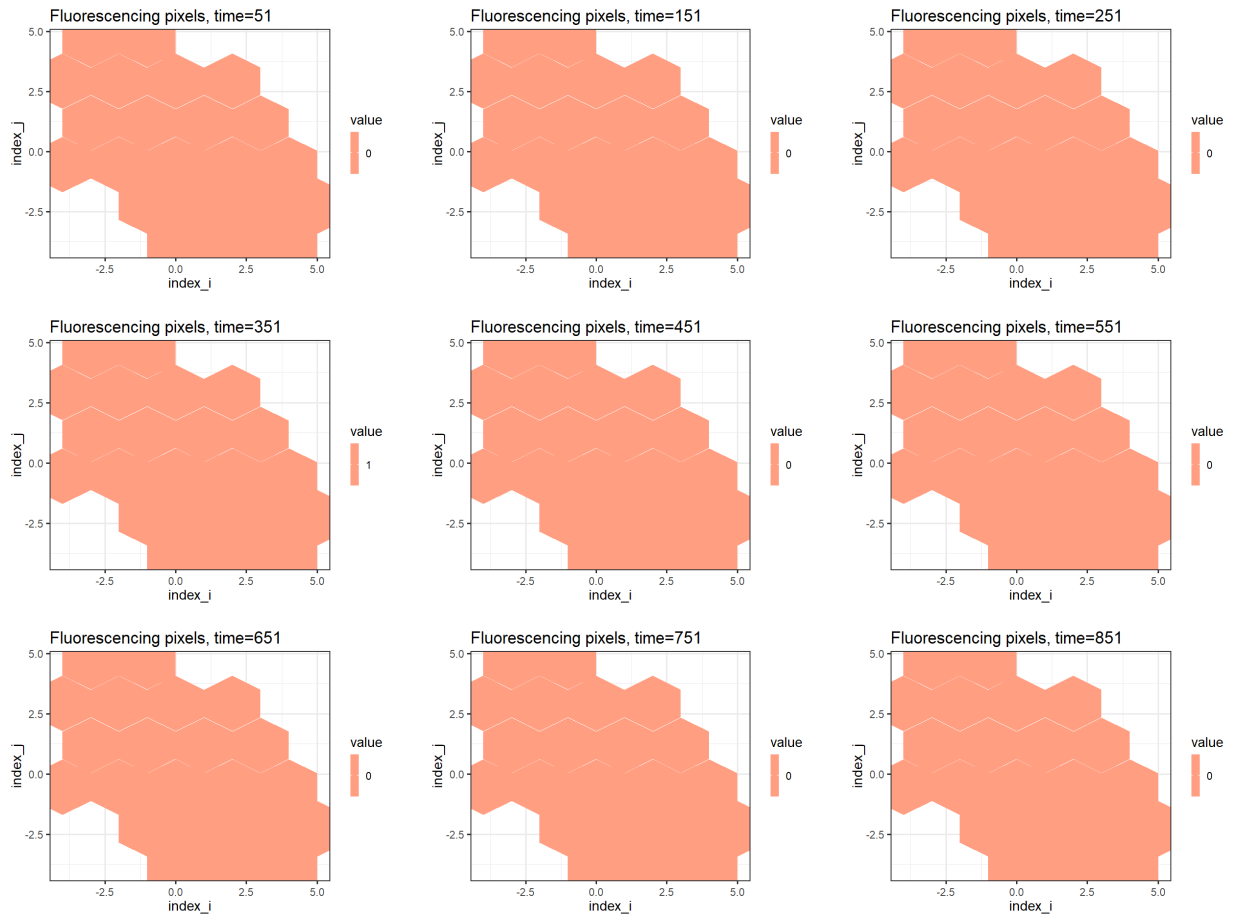 Fluorescencing pixels, time=51
5.0
2.5
0.0
-2.5
index_j
-2.5 0.0 2.5 5.0
index_i
value
0
Fluorescencing pixels, time=151
5.0
2.5
0.0
-2.5
index_j
-2.5 0.0 2.5 5.0
index_i
value
0
Fluorescencing pixels, time=251
5.0
2.5
0.0
-2.5
index_j
-2.5 0.0 2.5 5.0
index_i
value
0
Fluorescencing pixels, time=351
5.0
2.5
0.0
-2.5
index_j
-2.5 0.0 2.5 5.0
index_i
value
1
Fluorescencing pixels, time=451
5.0
2.5
0.0
-2.5
index_j
-2.5 0.0 2.5 5.0
index_i
value
0
Fluorescencing pixels, time=551
5.0
2.5
0.0
-2.5
index_j
-2.5 0.0 2.5 5.0
index_i
value
0
Fluorescencing pixels, time=651
5.0
2.5
0.0
-2.5
index_j
-2.5 0.0 2.5 5.0
index_i
value
0
Fluorescencing pixels, time=751
5.0
2.5
0.0
-2.5
index_j
-2.5 0.0 2.5 5.0
index_i
value
0
Fluorescencing pixels, time=851
5.0
2.5
0.0
-2.5
index_j
-2.5 0.0 2.5 5.0
index_i
value
0